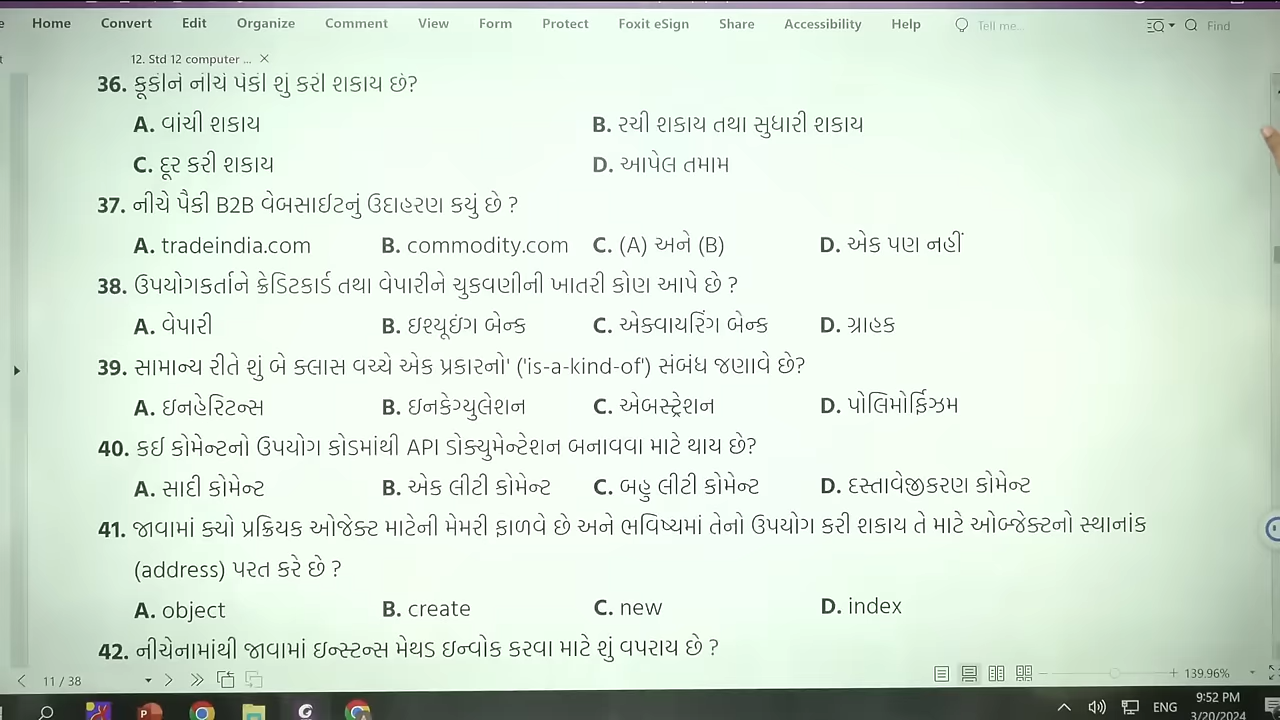 Home Convert Edit Organize Comment View Form Protect Foxit eSign Share Accessibility Help Tell me... Find
12. Std 12 computer ... ×
36. કૂકીને નીચે પૈકી શું કરી શકાય છે?
A. વાંચી શકાય B. રચી શકાય તથા સુધારી શકાય
C. દૂર કરી શકાય D. આપેલ તમામ
37. નીચે પૈકી B2B વેબસાઈટનું ઉદાહરણ કયું છે ?
A. tradeindia.com B. commodity.com C. (A) અને (B) D. એક પણ નહીં
38. ઉપયોગકર્તાને ક્રેડિટકાર્ડ તથા વેપારીને ચુકવણીની ખાતરી કોણ આપે છે ?
A. વેપારી B. ઇશ્યૂઇંગ બેન્ક C. એક્વાયરિંગ બેન્ક D. ગ્રાહક
39. સામાન્ય રીતે શું બે ક્લાસ વચ્ચે એક પ્રકારનો' ('is-a-kind-of') સંબંધ જણાવે છે?
A. ઇનહેરિટન્સ B. ઇનકેપ્યુલેશન C. એબસ્ટ્રેશન D. પોલિમોર્ફિઝમ
40. કઈ કોમેન્ટનો ઉપયોગ કોડમાંથી API ડોક્યુમેન્ટેશન બનાવવા માટે થાય છે?
A. સાદી કોમેન્ટ B. એક લીટી કોમેન્ટ C. બહુ લીટી કોમેન્ટ D. દસ્તાવેજીકરણ કોમેન્ટ
41. જાવામાં ક્યો પ્રક્રિયક ઓજેક્ટ માટેની મેમરી ફાળવે છે અને ભવિષ્યમાં તેનો ઉપયોગ કરી શકાય તે માટે ઓબ્જેક્ટનો સ્થાનાંક
(address) પરત કરે છે ?
A. object B. create C. new D. index
42. નીચેનામાંથી જાવામાં ઇન્સ્ટન્સ મેથડ ઇન્વોક કરવા માટે શું વપરાય છે ?
11 / 38 139.96%
ENG 9:52 PM
3/20/2024